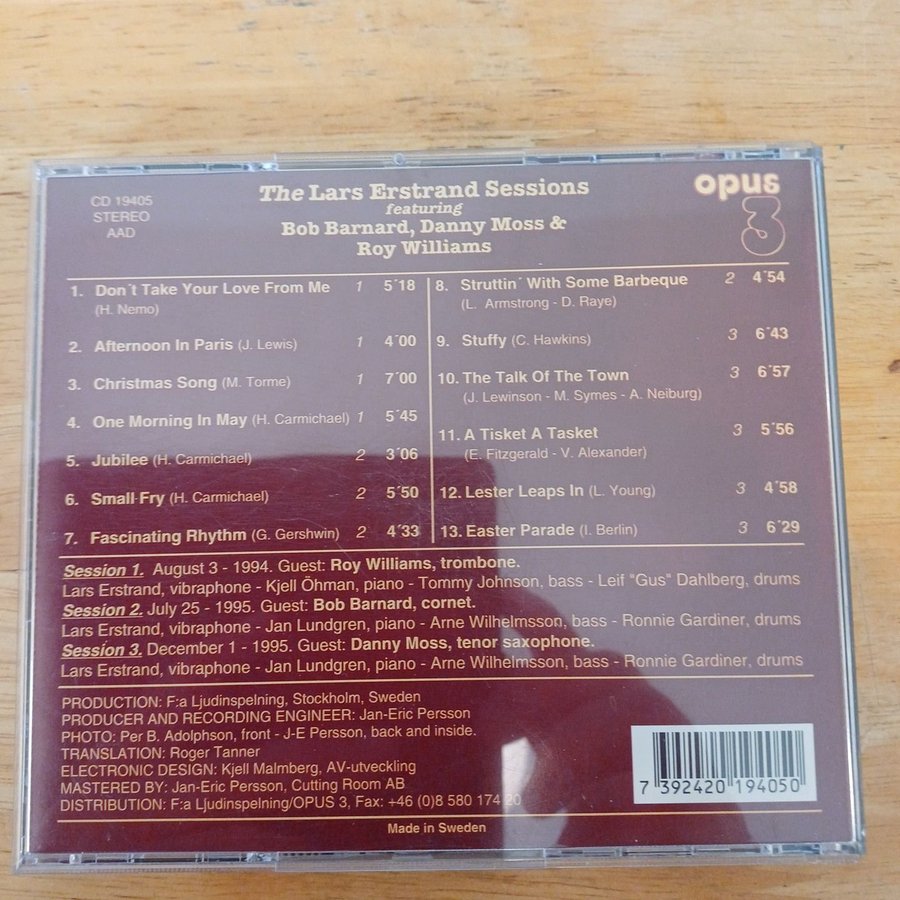 CD 19405
STEREO
AAD
The Lars Erstrand Sessions
featuring
Bob Barnard, Danny Moss &
Roy Williams
opus
3
1. Don´t Take Your Love From Me 1 5´18
(H. Nemo)
2. Afternoon In Paris (J. Lewis) 1 4´00
3. Christmas Song (M. Torme) 1 7´00
4. One Morning In May (H. Carmichael) 1 5´45
5. Jubilee (H. Carmichael) 2 3´06
6. Small Fry (H. Carmichael) 2 5´50
7. Fascinating Rhythm (G. Gershwin) 2 4´33
8. Struttin´ With Some Barbeque 2 4´54
(L. Armstrong - D. Raye)
9. Stuffy (C. Hawkins) 3 6´43
10. The Talk Of The Town 3 6´57
(J. Lewinson - M. Symes - A. Neiburg)
11. A Tisket A Tasket 3 5´56
(E. Fitzgerald - V. Alexander)
12. Lester Leaps In (L. Young) 3 4´58
13. Easter Parade (I. Berlin) 3 6´29
Session 1. August 3 - 1994. Guest: Roy Williams, trombone.
Lars Erstrand, vibraphone - Kjell Öhman, piano - Tommy Johnson, bass - Leif "Gus" Dahlberg, drums
Session 2. July 25 - 1995. Guest: Bob Barnard, cornet.
Lars Erstrand, vibraphone - Jan Lundgren, piano - Arne Wilhelmsson, bass - Ronnie Gardiner, drums
Session 3. December 1 - 1995. Guest: Danny Moss, tenor saxophone.
Lars Erstrand, vibraphone - Jan Lundgren, piano - Arne Wilhelmsson, bass - Ronnie Gardiner, drums
PRODUCTION: F:a Ljudinspelning, Stockholm, Sweden
PRODUCER AND RECORDING ENGINEER: Jan-Eric Persson
PHOTO: Per B. Adolphson, front - J-E Persson, back and inside.
TRANSLATION: Roger Tanner
ELECTRONIC DESIGN: Kjell Malmberg, AV-utveckling
MASTERED BY: Jan-Eric Persson, Cutting Room AB
DISTRIBUTION: F:a Ljudinspelning/OPUS 3, Fax: +46 (0)8 580 174 20
7 392420 194050
Made in Sweden